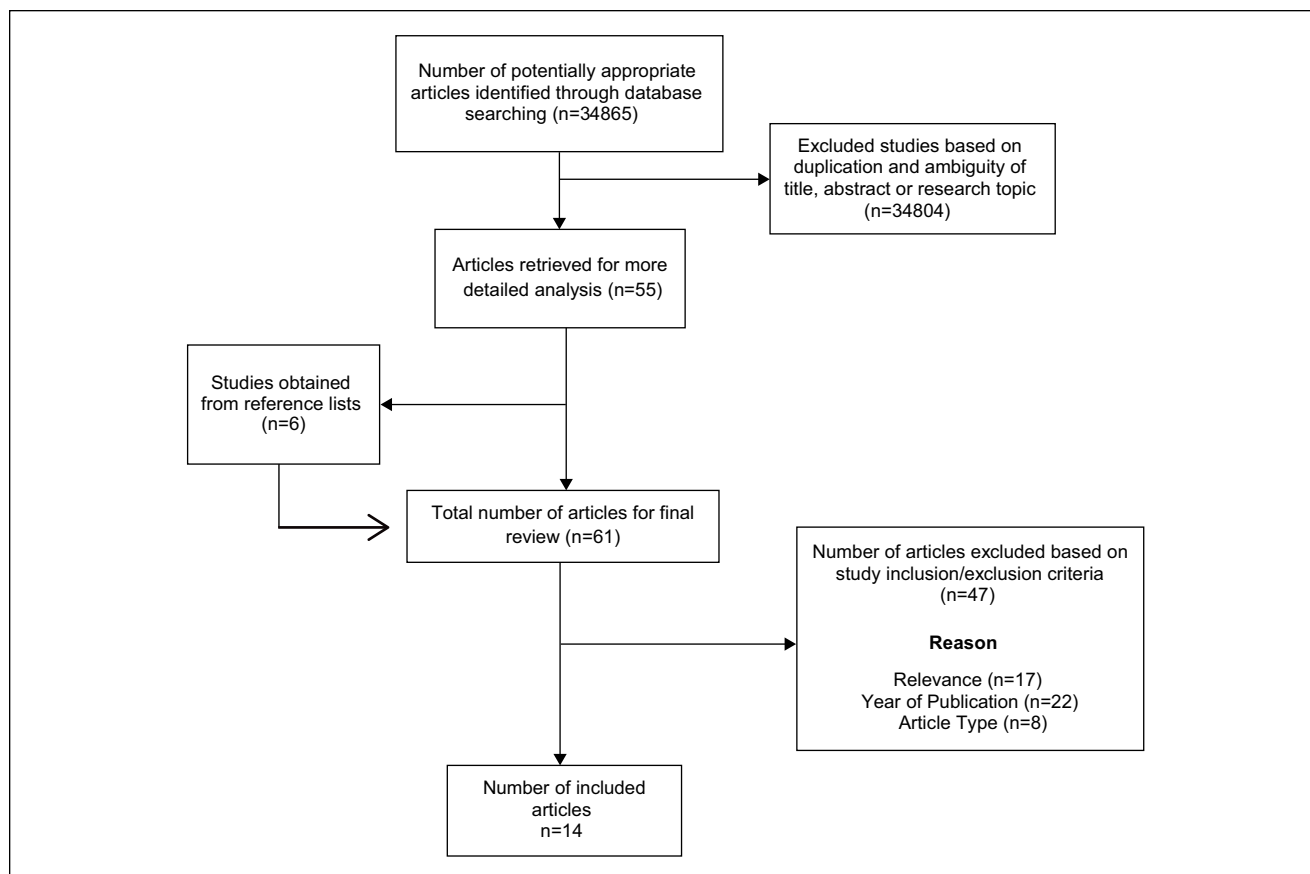 Number of potentially appropriate
articles identified through database
searching (n=34865)
Excluded studies based on
duplication and ambiguity of
title, abstract or research topic
(n=34804)
Articles retrieved for more
detailed analysis (n=55)
Studies obtained
from reference lists
(n=6)
Total number of articles for final
review (n=61)
Number of articles excluded based on
study inclusion/exclusion criteria
(n=47)
Reason
Relevance (n=17)
Year of Publication (n=22)
Article Type (n=8)
Number of included
articles
n=14